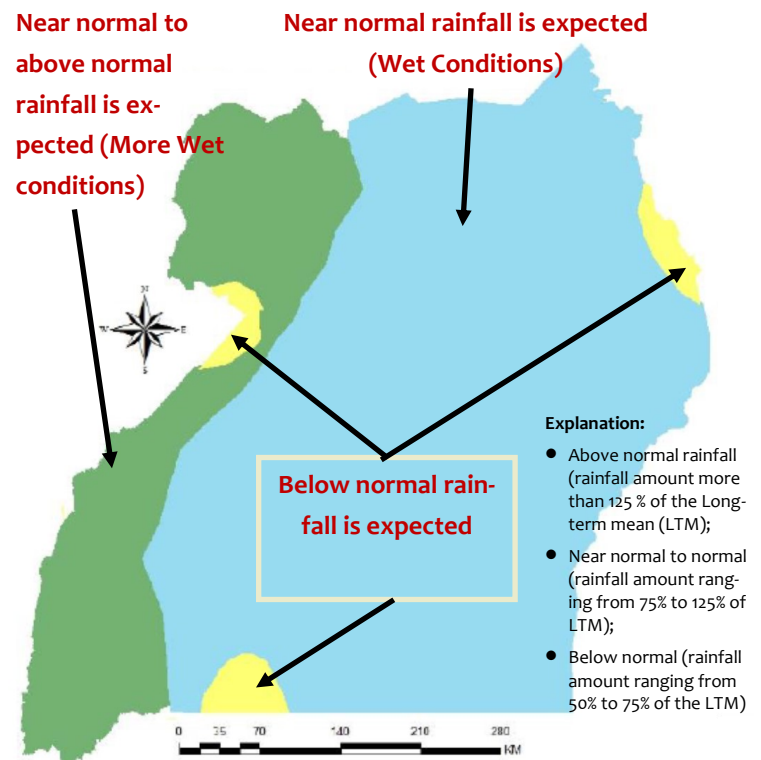 Near normal to
above normal
rainfall is ex-
pected (More Wet
conditions)
Near normal rainfall is expected
(Wet Conditions)
N
W
E
S
Below normal rain-
fall is expected
Explanation:
● Above normal rainfall
(rainfall amount more
than 125 % of the Long-
term mean (LTM);
● Near normal to normal
(rainfall amount rang-
ing from 75% to 125% of
LTM);
● Below normal (rainfall
amount ranging from
50% to 75% of the LTM)
0 35 70 140 210 280
KM